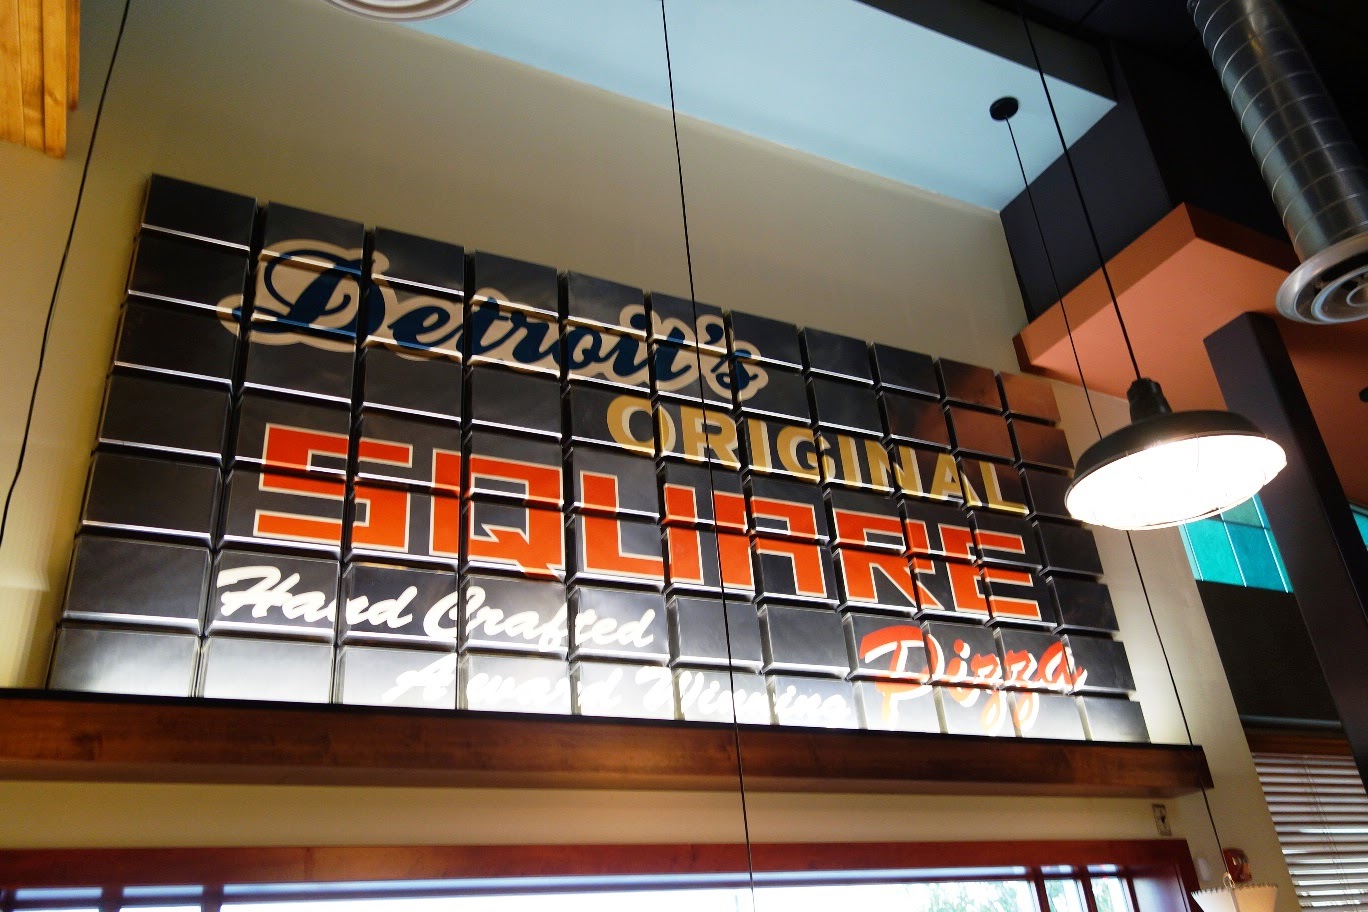 Detroit's
ORIGINAL
SQUARE
Hand Crafted
Award Winning Pizza